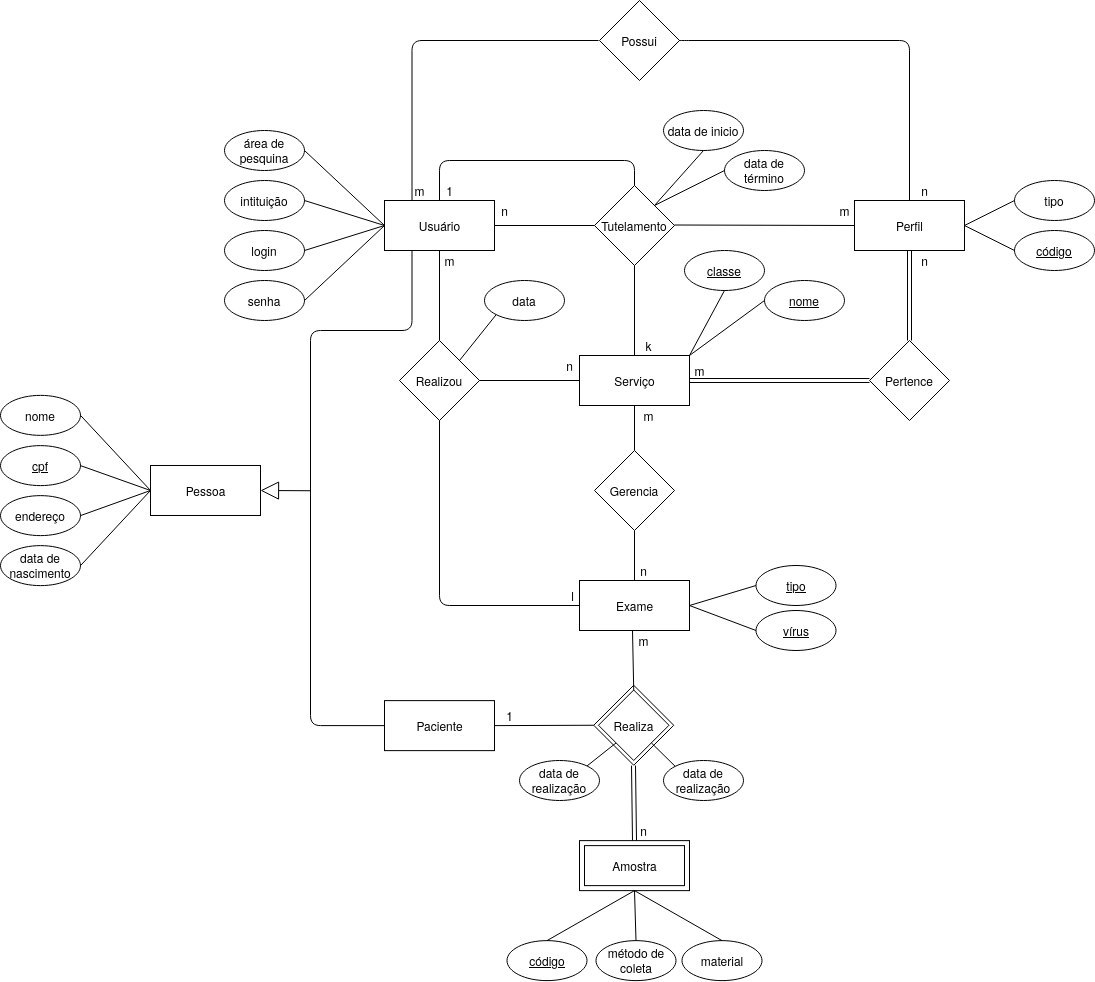 Possui
data de inicio
data de
término
área de
pesquina
m
1
n
m
n
intituição
Usuário
Tutelamento
Perfil
tipo
login
código
m
n
classe
senha
data
nome
k
n
m
Realizou
Serviço
Pertence
nome
m
cpf
Pessoa
Gerencia
endereço
data de
nascimento
n
tipo
l
Exame
vírus
m
1
Paciente
Realiza
data de
realização
data de
realização
n
Amostra
código
método de
coleta
material